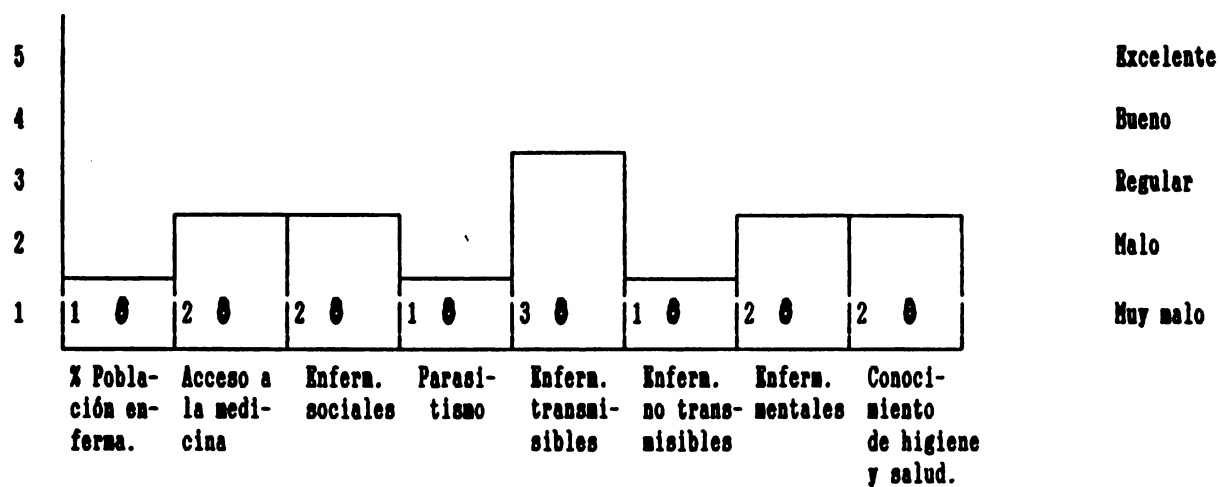 5 Excelente
4 Bueno
3 Regular
2 Malo
1 1 0 2 0 2 0 1 0 3 0 1 0 2 0 2 0 Muy malo
% Pobla- Acceso a Enferm. Parasi- Enferm. Enferm. Enferm. Conoci-
ción en- la medi- sociales tismo transmi- no trans- mentales miento
ferma. cina sibles misibles de higiene
y salud.